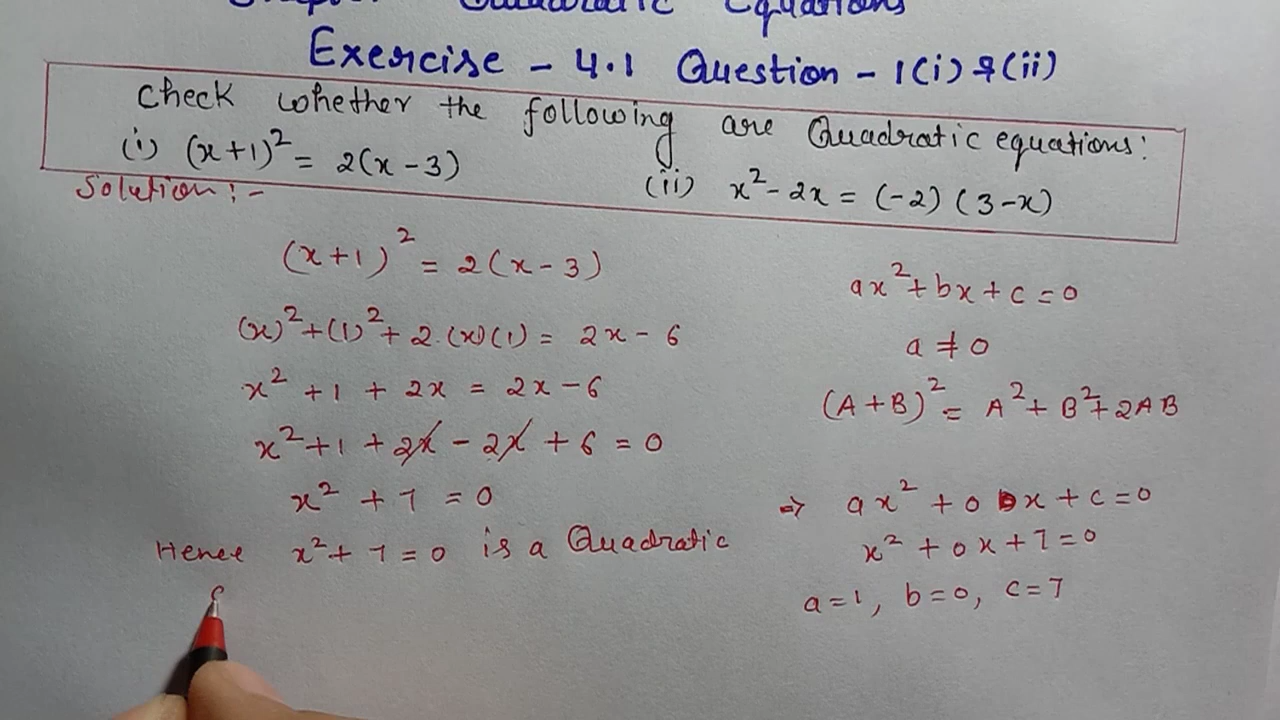 Quadratic Equations
Exercise - 4.1 Question - 1(i) & (ii)
Check whether the following are Quadratic equations:
(i) (x+1)² = 2(x-3)
(ii) x² - 2x = (-2) (3-x)
Solution :-
(x+1)² = 2(x-3)
(x)² + (1)² + 2.(x)(1) = 2x - 6
x² + 1 + 2x = 2x - 6
x² + 1 + 2x - 2x + 6 = 0
x² + 7 = 0
Hence x² + 7 = 0 is a Quadratic
ax² + bx + c = 0
a ≠ 0
(A+B)² = A² + B² + 2AB
⇒ ax² + 0x + c = 0
x² + 0x + 7 = 0
a=1, b=0, c=7